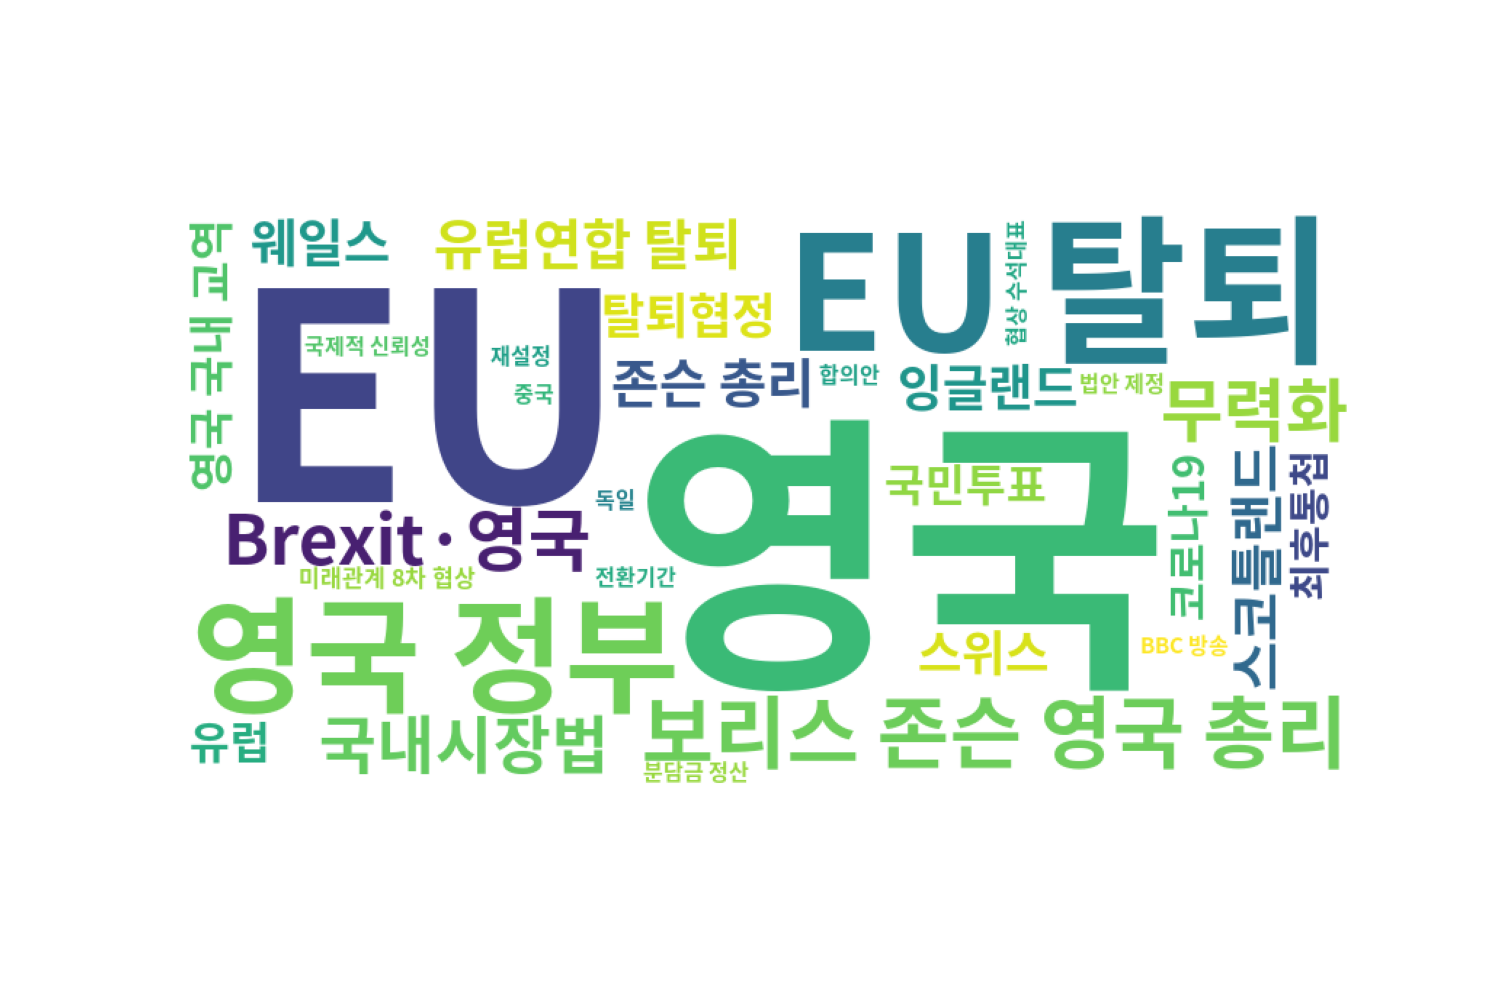 영국 국내 교역
웨일스
유럽연합 탈퇴
EU 탈퇴
협상 수석대표
EU
탈퇴협정
국제적 신뢰성
재설정
중국
존슨 총리
합의안
잉글랜드
법안 제정
무력화
영국
국민투표
독일
코로나19
스코틀랜드
최후통첩
Brexit·영국
미래관계 8차 협상
전환기간
영국 정부
스위스
BBC 방송
유럽
국내시장법
보리스 존슨 영국 총리
분담금 정산